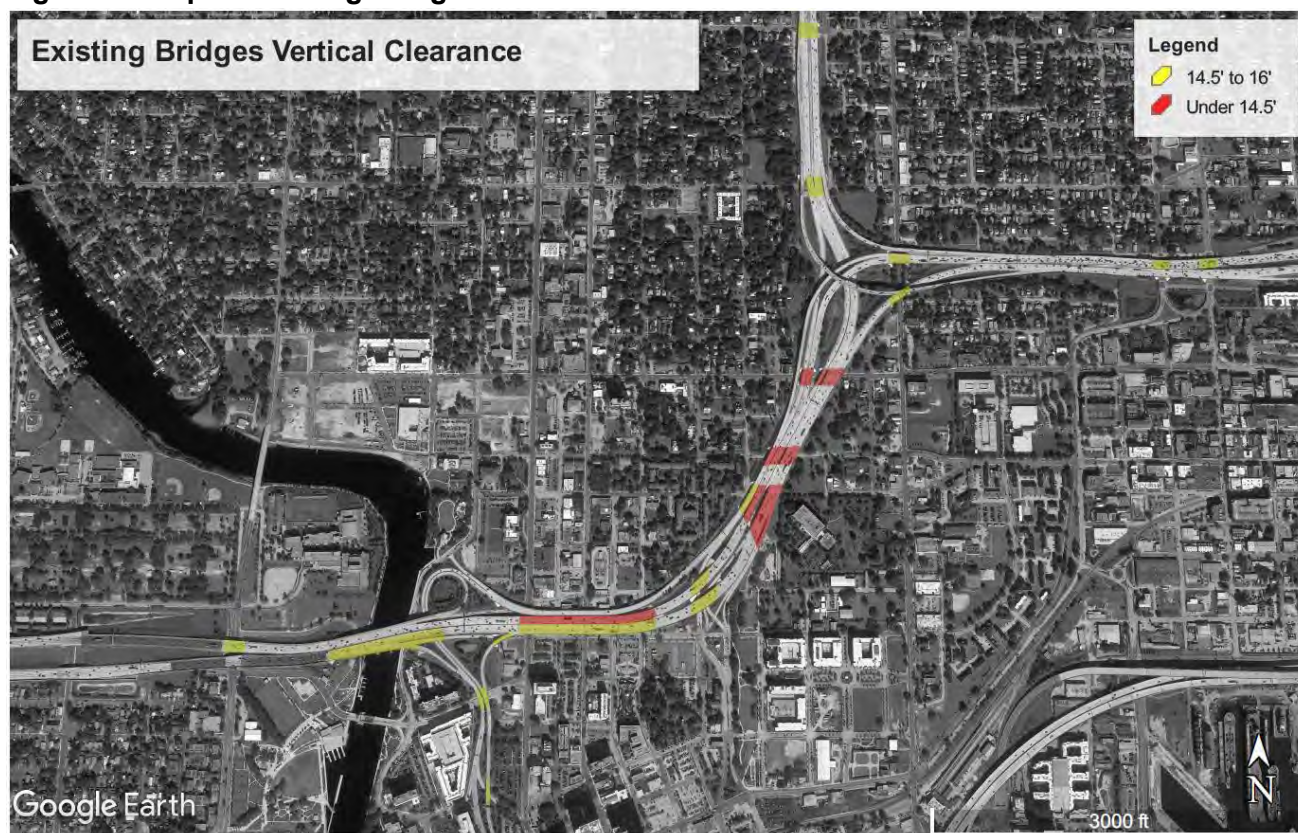 Existing Bridges Vertical Clearance
Legend
14.5' to 16'
Under 14.5'
Google Earth
3000 ft
N